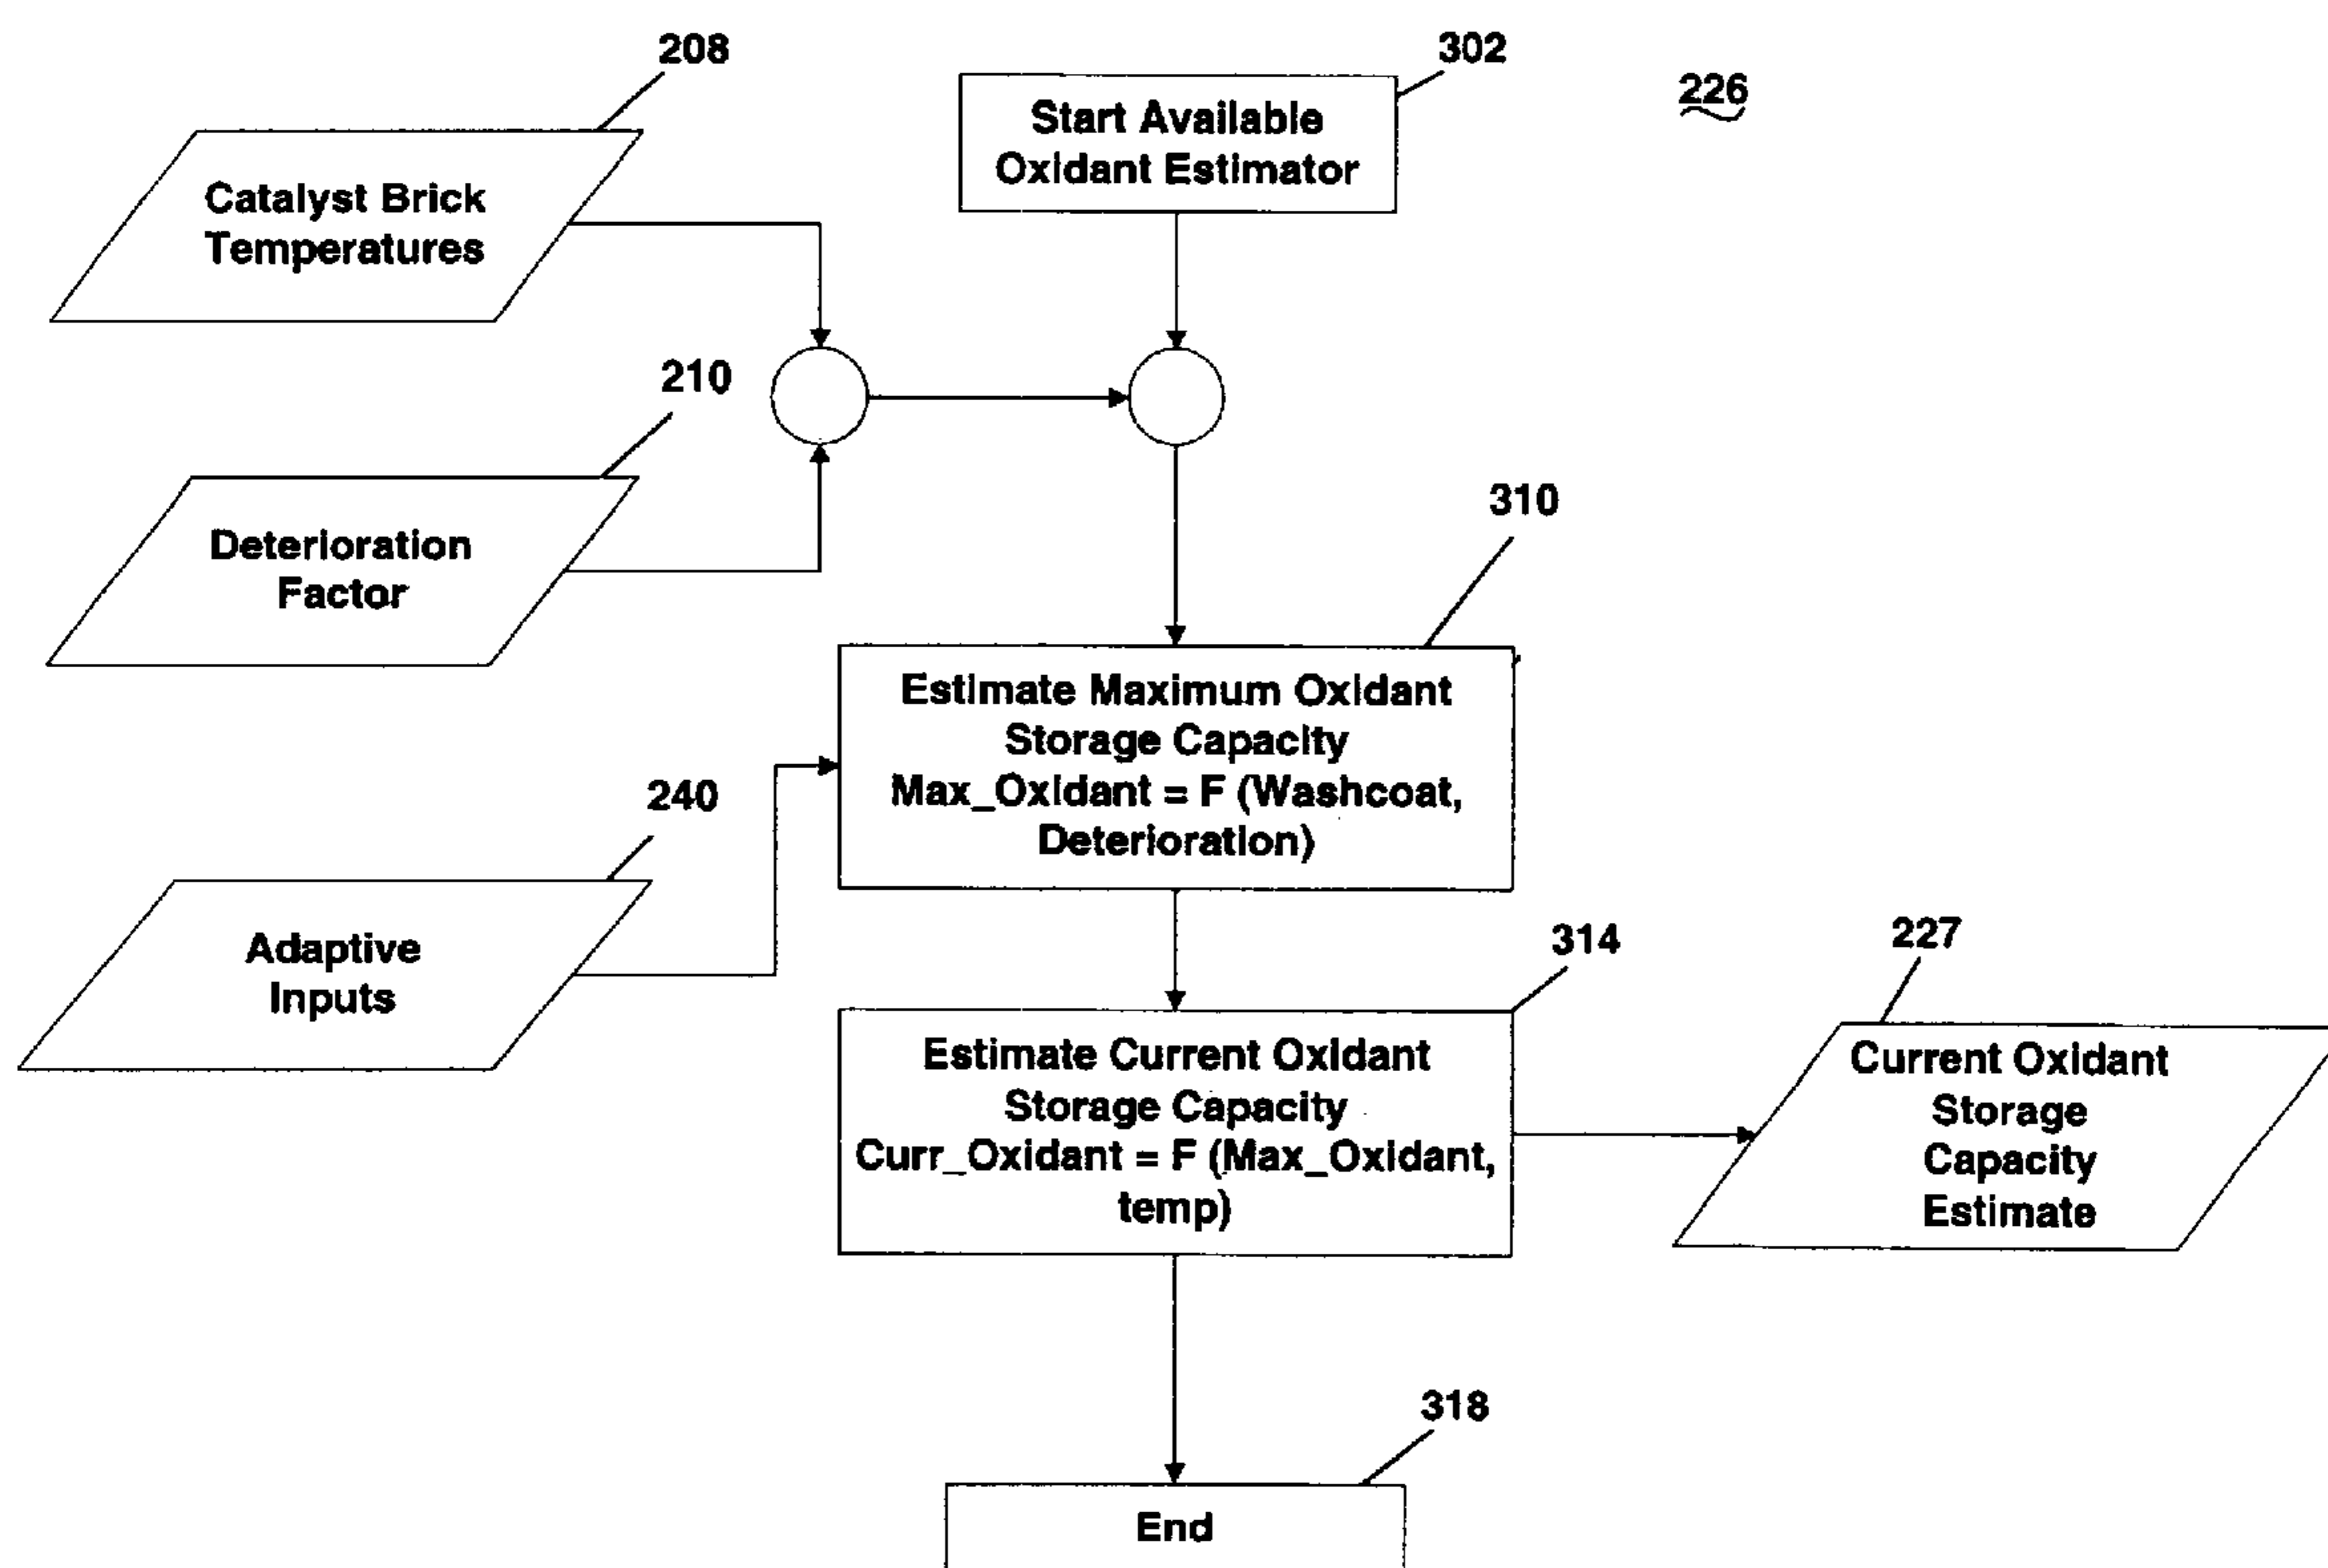 208
302
226
Start Available
Oxidant Estimator
Catalyst Brick
Temperatures
210
Deterioration
Factor
310
Estimate Maximum Oxidant
Storage Capacity
Max_Oxidant = F (Washcoat,
Deterioration)
240
Adaptive
Inputs
314
227
Estimate Current Oxidant
Storage Capacity
Curr_Oxidant = F (Max_Oxidant,
temp)
Current Oxidant
Storage
Capacity
Estimate
318
End